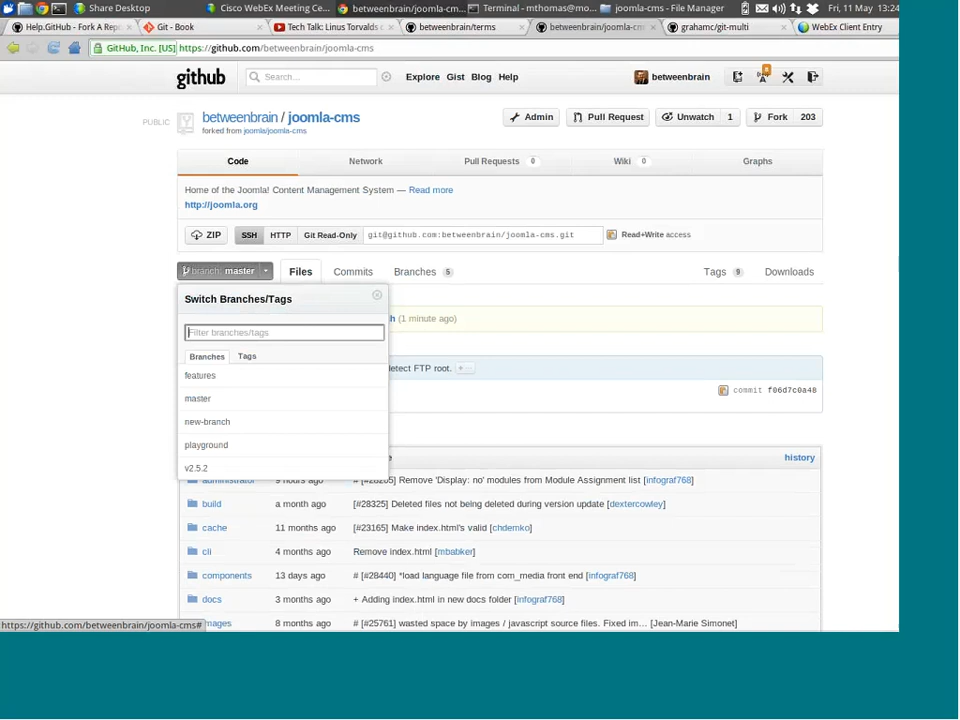 Share Desktop
Cisco WebEx Meeting Ce...
betweenbrain/joomla-cm...
Terminal - mthomas@mo...
joomla-cms - File Manager
Fri, 11 May 13:24
Help.GitHub - Fork A Rep
Git - Book
Tech Talk: Linus Torvalds
betweenbrain/terms
betweenbrain/joomla-cms
grahamc/git-multi
WebEx Client Entry
GitHub, Inc. [US] https://github.com/betweenbrain/joomla-cms
github Search... Explore Gist Blog Help betweenbrain 8
PUBLIC betweenbrain / joomla-cms Admin Pull Request Unwatch 1 Fork 203
forked from joomla/joomla-cms
Code Network Pull Requests 0 Wiki 0 Graphs
Home of the Joomla! Content Management System — Read more
http://joomla.org
ZIP SSH HTTP Git Read-Only git@github.com:betweenbrain/joomla-cms.git Read+Write access
branch: master Files Commits Branches 5 Tags 9 Downloads
Switch Branches/Tags
h (1 minute ago)
Filter branches/tags
Branches Tags
etect FTP root.
features
commit f06d7c0a48
master
new-branch
playground
e history
v2.5.2
administrator 9 hours ago # [#28205] Remove 'Display: no' modules from Module Assignment list [infograf768]
build a month ago [#28325] Deleted files not being deleted during version update [dextercowley]
cache 11 months ago [#23165] Make index.html's valid [chdemko]
cli 4 months ago Remove index.html [mbabker]
components 13 days ago # [#28440] *load language file from com_media front end [infograf768]
docs 3 months ago + Adding index.html in new docs folder [infograf768]
images 8 months ago # [#25761] wasted space by images / javascript source files. Fixed im... [Jean-Marie Simonet]
https://github.com/betweenbrain/joomla-cms#